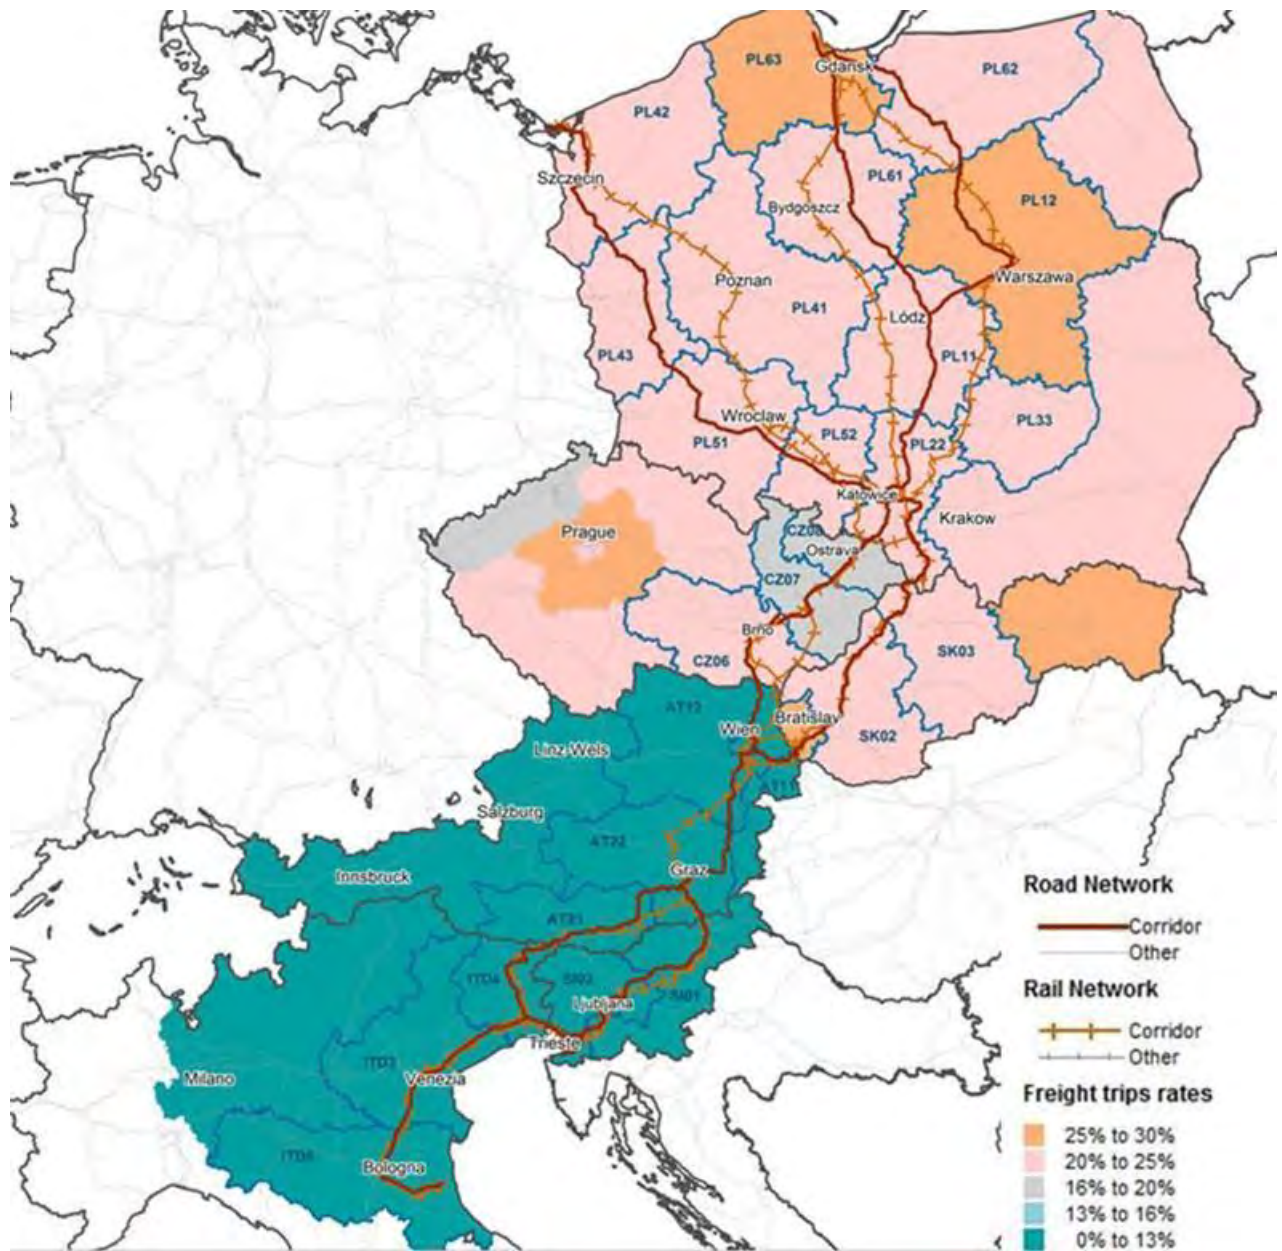 PL63
Gdańsk
PL62
PL42
Szczecin
PL61
PL12
Bydgoszcz
Poznan
Warszawa
PL41
Lódz
PL43
PL11
Wroclaw
PL51
PL52
PL22
PL33
Katowice
Krakow
Prague
Ostrava
CZ07
Brno
CZ06
SK03
Wien
Bratislav
SK02
Linz-Wels
AT11
Salzburg
AT22
Graz
Innsbruck
AT21
ITD4
Ljubljana
SI01
Trieste
ITD3
Milano
Venezia
ITD5
Bologna
Road Network
Corridor
Other
Rail Network
Corridor
Other
Freight trips rates
25% to 30%
20% to 25%
16% to 20%
13% to 16%
0% to 13%